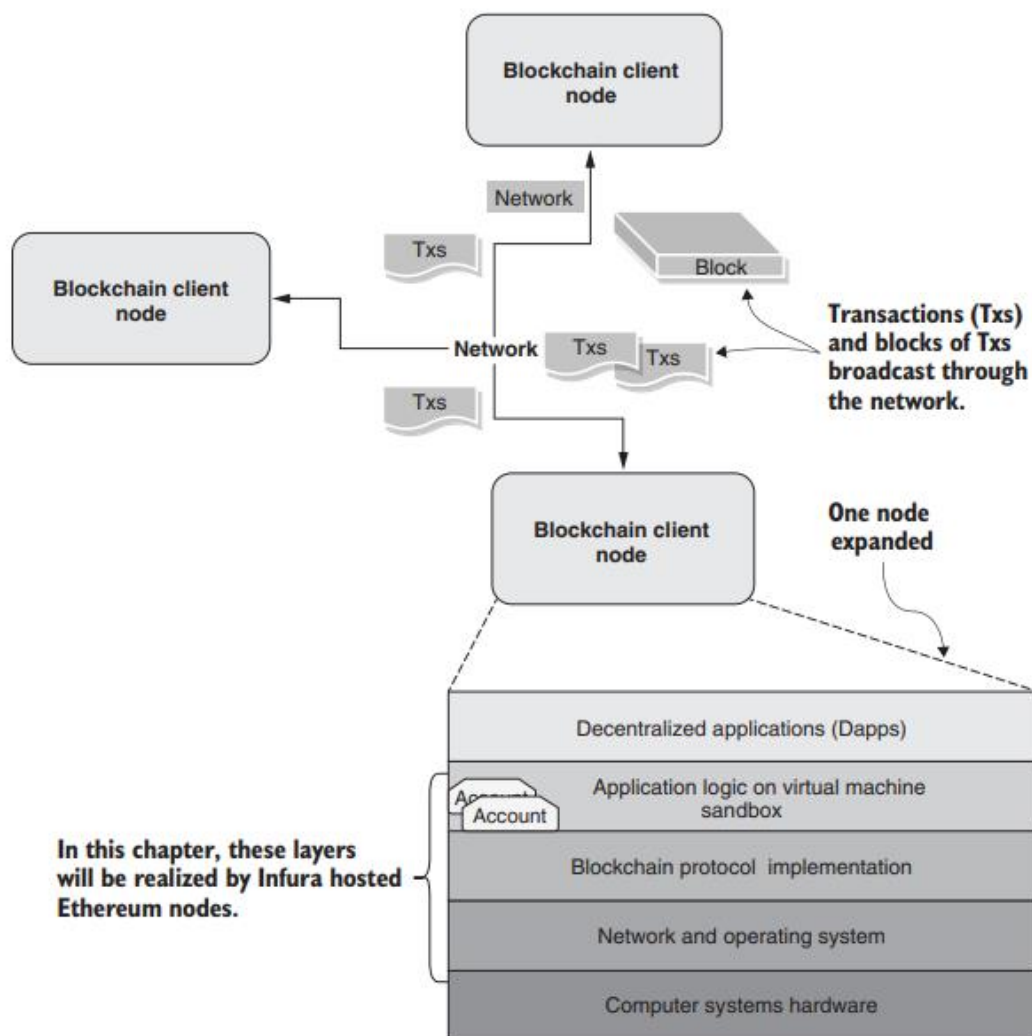 Blockchain client
node
Network
Txs
Block
Blockchain client
node
Transactions (Txs)
and blocks of Txs
broadcast through
the network.
Network
Txs
Txs
Txs
Blockchain client
node
One node
expanded
Decentralized applications (Dapps)
Account
Account
Application logic on virtual machine
sandbox
In this chapter, these layers
will be realized by Infura hosted
Ethereum nodes.
Blockchain protocol implementation
Network and operating system
Computer systems hardware